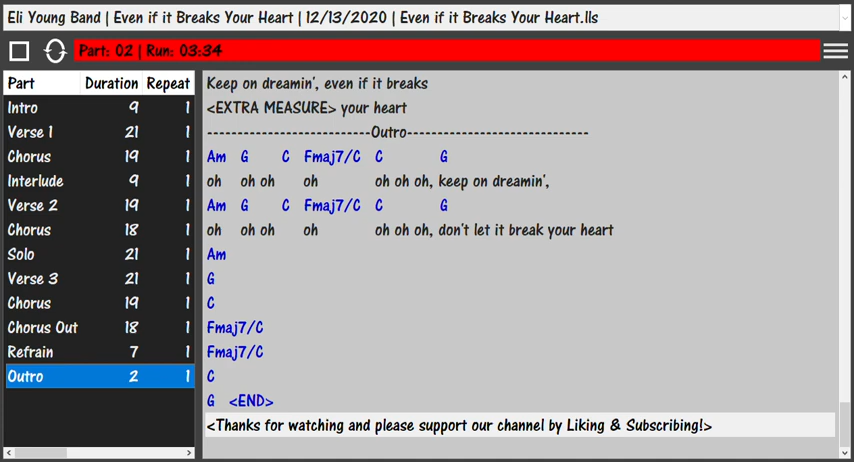 Eli Young Band | Even if it Breaks Your Heart | 12/13/2020 | Even if it Breaks Your Heart.lls
Part: 02 | Run: 03:34
Part Duration Repeat
Intro 9 1
Verse 1 21 1
Chorus 19 1
Interlude 9 1
Verse 2 19 1
Chorus 18 1
Solo 21 1
Verse 3 21 1
Chorus 19 1
Chorus Out 18 1
Refrain 7 1
Outro 2 1
Keep on dreamin', even if it breaks
<EXTRA MEASURE> your heart
----------------------------Outro-------------------------------
Am G C Fmaj7/C C G
oh oh oh oh oh oh oh, keep on dreamin',
Am G C Fmaj7/C C G
oh oh oh oh oh oh oh, don't let it break your heart
Am
G
C
Fmaj7/C
Fmaj7/C
C
G <END>
<Thanks for watching and please support our channel by Liking & Subscribing!>